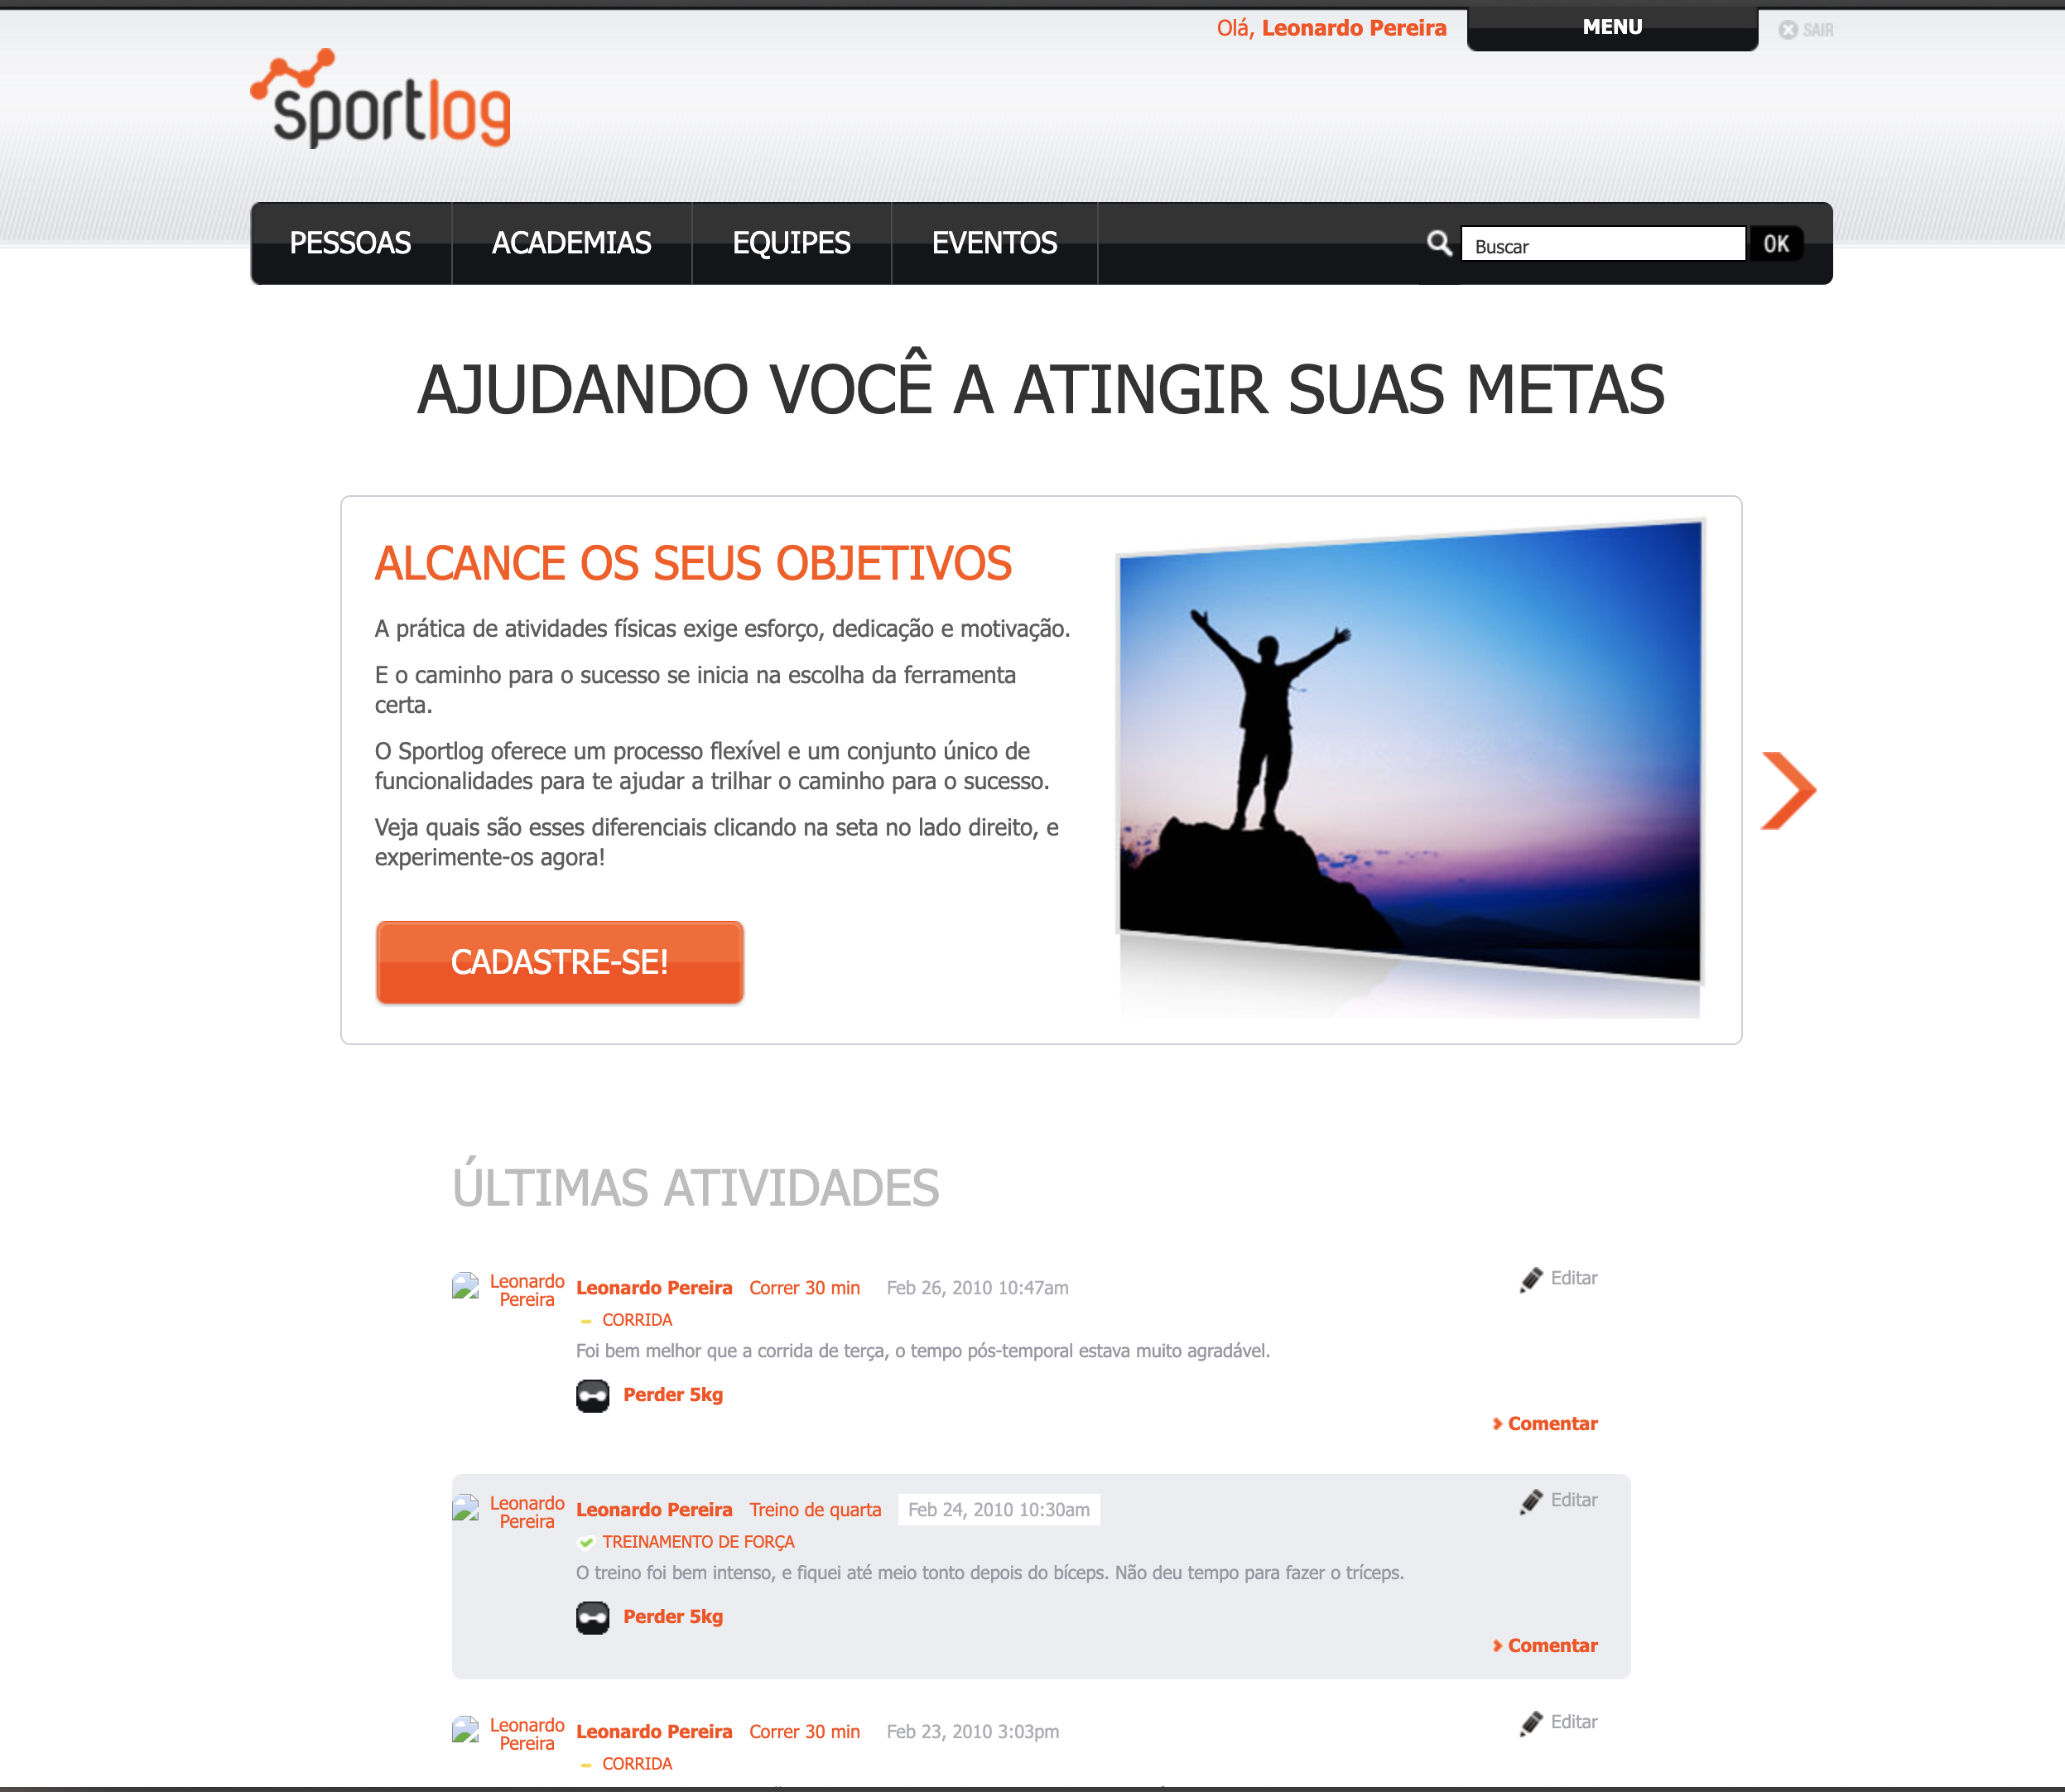 Olá, Leonardo Pereira
MENU
SAIR
sportlog
PESSOAS
ACADEMIAS
EQUIPES
EVENTOS
Buscar
OK
AJUDANDO VOCÊ A ATINGIR SUAS METAS
ALCANCE OS SEUS OBJETIVOS
A prática de atividades físicas exige esforço, dedicação e motivação.
E o caminho para o sucesso se inicia na escolha da ferramenta
certa.
O Sportlog oferece um processo flexível e um conjunto único de
funcionalidades para te ajudar a trilhar o caminho para o sucesso.
Veja quais são esses diferenciais clicando na seta no lado direito, e
experimente-os agora!
CADASTRE-SE!
ÚLTIMAS ATIVIDADES
Leonardo
Pereira
Leonardo Pereira Correr 30 min Feb 26, 2010 10:47am
Editar
CORRIDA
Foi bem melhor que a corrida de terça, o tempo pós-temporal estava muito agradável.
Perder 5kg
Comentar
Leonardo
Pereira
Leonardo Pereira Treino de quarta Feb 24, 2010 10:30am
Editar
TREINAMENTO DE FORÇA
O treino foi bem intenso, e fiquei até meio tonto depois do bíceps. Não deu tempo para fazer o tríceps.
Perder 5kg
Comentar
Leonardo
Pereira
Leonardo Pereira Correr 30 min Feb 23, 2010 3:03pm
Editar
CORRIDA